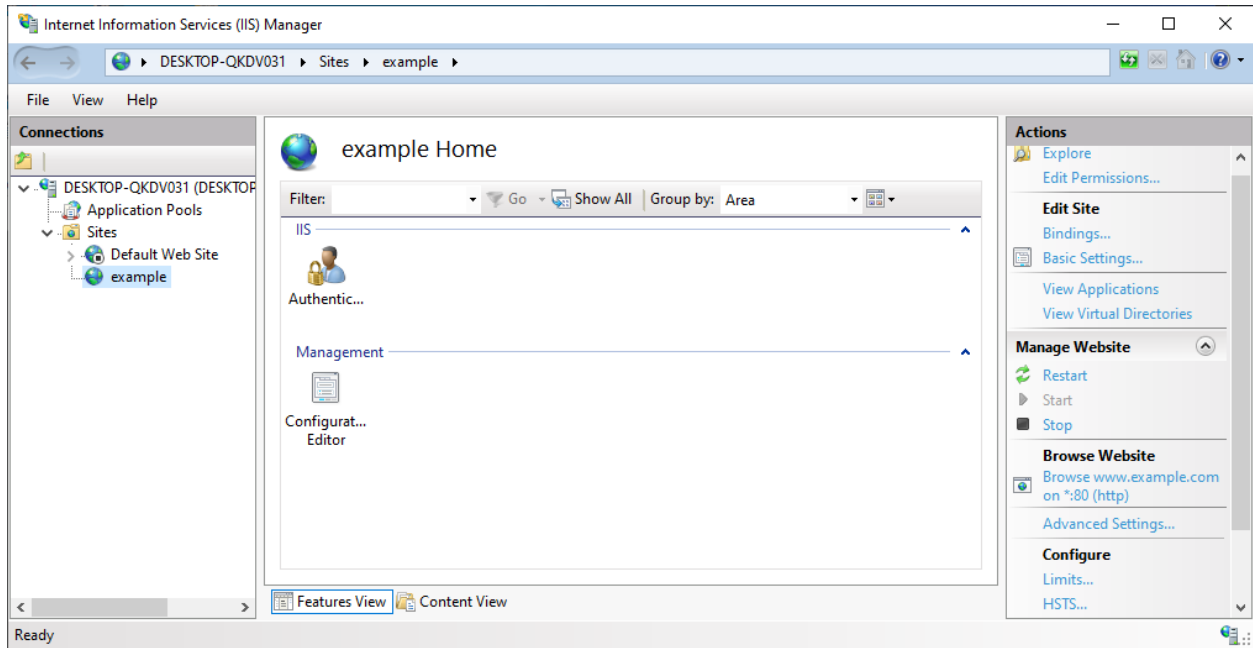 Internet Information Services (IIS) Manager
DESKTOP-QKDV031 Sites example
File View Help
Connections
DESKTOP-QKDV031 (DESKTOP
Application Pools
Sites
Default Web Site
example
example Home
Filter: Go Show All Group by: Area
IIS
Authentic...
Management
Configurat...
Editor
Features View Content View
Actions
Explore
Edit Permissions...
Edit Site
Bindings...
Basic Settings...
View Applications
View Virtual Directories
Manage Website
Restart
Start
Stop
Browse Website
Browse www.example.com
on *:80 (http)
Advanced Settings...
Configure
Limits...
HSTS...
Ready